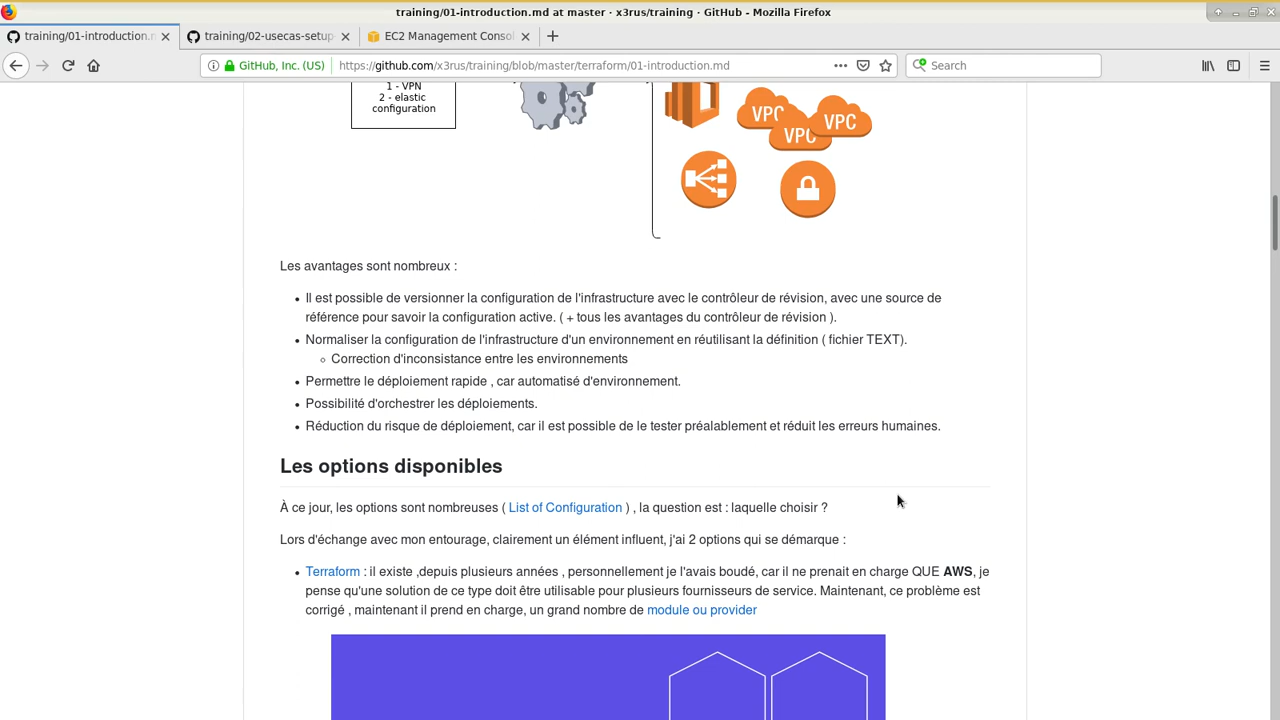 training/01-introduction.md at master · x3rus/training · GitHub - Mozilla Firefox
training/01-introduction.m
training/02-usecas-setup
EC2 Management Consol
GitHub, Inc. (US)
https://github.com/x3rus/training/blob/master/terraform/01-introduction.md
Search
1 - VPN
2 - elastic
configuration
VPC
VPC
VPC
Les avantages sont nombreux :
Il est possible de versionner la configuration de l'infrastructure avec le contrôleur de révision, avec une source de
référence pour savoir la configuration active. ( + tous les avantages du contrôleur de révision ).
Normaliser la configuration de l'infrastructure d'un environnement en réutilisant la définition ( fichier TEXT).
Correction d'inconsistance entre les environnements
Permettre le déploiement rapide , car automatisé d'environnement.
Possibilité d'orchestrer les déploiements.
Réduction du risque de déploiement, car il est possible de le tester préalablement et réduit les erreurs humaines.
Les options disponibles
À ce jour, les options sont nombreuses ( List of Configuration ) , la question est : laquelle choisir ?
Lors d'échange avec mon entourage, clairement un élément influent, j'ai 2 options qui se démarque :
Terraform : il existe ,depuis plusieurs années , personnellement je l'avais boudé, car il ne prenait en charge QUE AWS, je
pense qu'une solution de ce type doit être utilisable pour plusieurs fournisseurs de service. Maintenant, ce problème est
corrigé , maintenant il prend en charge, un grand nombre de module ou provider